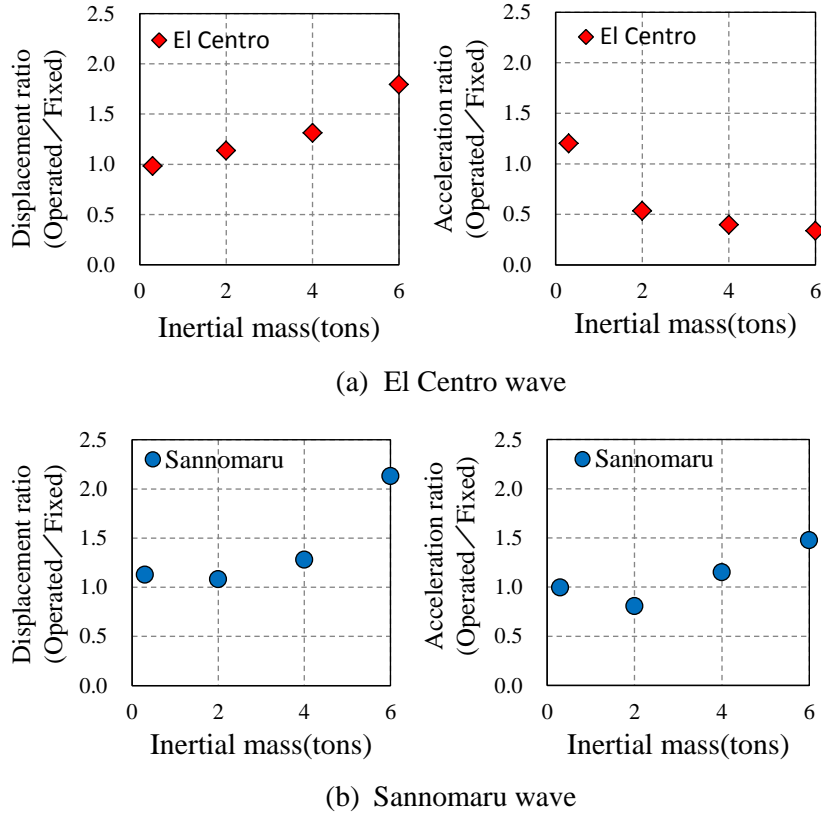 El Centro
2.5
2.0
1.5
1.0
0.5
0.0
0 2 4 6
Displacement ratio
(Operated／Fixed)
Inertial mass(tons)
El Centro
2.5
2.0
1.5
1.0
0.5
0.0
0 2 4 6
Acceleration ratio
(Operated／Fixed)
Inertial mass(tons)
(a) El Centro wave
Sannomaru
2.5
2.0
1.5
1.0
0.5
0.0
0 2 4 6
Displacement ratio
(Operated／Fixed)
Inertial mass(tons)
Sannomaru
2.5
2.0
1.5
1.0
0.5
0.0
0 2 4 6
Acceleration ratio
(Operated／Fixed)
Inertial mass(tons)
(b) Sannomaru wave